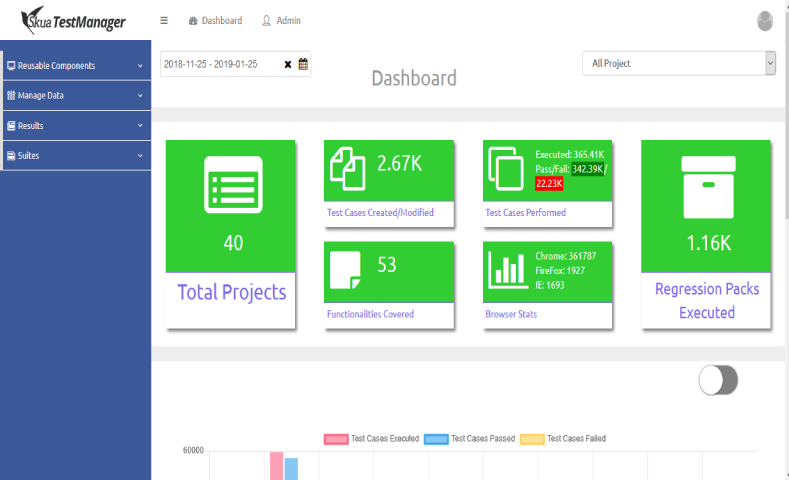 Skua TestManager
Dashboard
Admin
Reusable Components
Manage Data
Results
Suites
2018-11-25 - 2019-01-25
Dashboard
All Project
40
Total Projects
2.67K
Test Cases Created/Modified
Executed: 365.41K
Pass/Fail: 342.39K/
22.23K
Test Cases Performed
53
Functionalities Covered
Chrome: 361787
FireFox: 1927
IE: 1693
Browser Stats
1.16K
Regression Packs
Executed
Test Cases Executed
Test Cases Passed
Test Cases Failed
60000